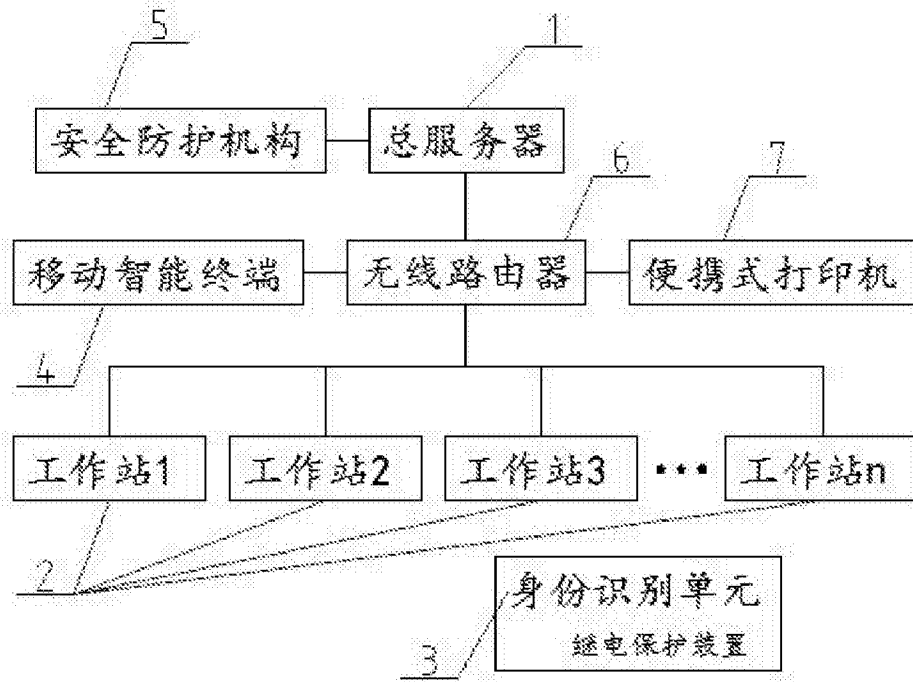 5
1
安全防护机构
总服务器
6
7
移动智能终端
无线路由器
便携式打印机
4
工作站1
工作站2
工作站3
•••
工作站n
2
身份识别单元
继电保护装置
3